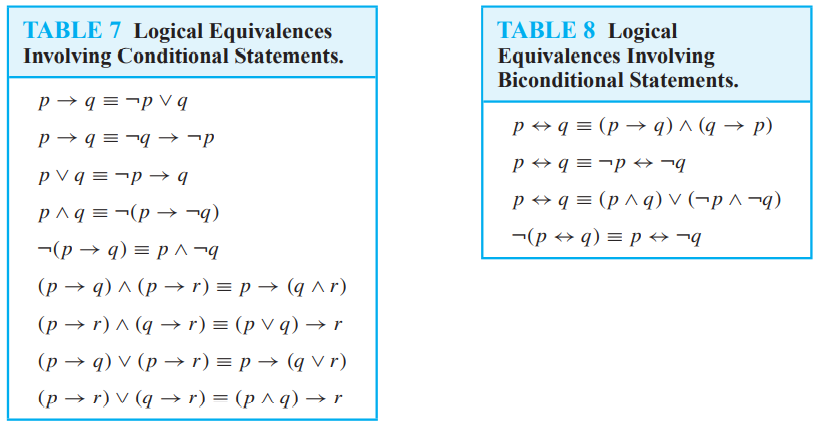 TABLE 7 Logical Equivalences
Involving Conditional Statements.
p → q ≡ ¬p ∨ q
p → q ≡ ¬q → ¬p
p ∨ q ≡ ¬p → q
p ∧ q ≡ ¬(p → ¬q)
¬(p → q) ≡ p ∧ ¬q
(p → q) ∧ (p → r) ≡ p → (q ∧ r)
(p → r) ∧ (q → r) ≡ (p ∨ q) → r
(p → q) ∨ (p → r) ≡ p → (q ∨ r)
(p → r) ∨ (q → r) ≡ (p ∧ q) → r
TABLE 8 Logical
Equivalences Involving
Biconditional Statements.
p ↔ q ≡ (p → q) ∧ (q → p)
p ↔ q ≡ ¬p ↔ ¬q
p ↔ q ≡ (p ∧ q) ∨ (¬p ∧ ¬q)
¬(p ↔ q) ≡ p ↔ ¬q